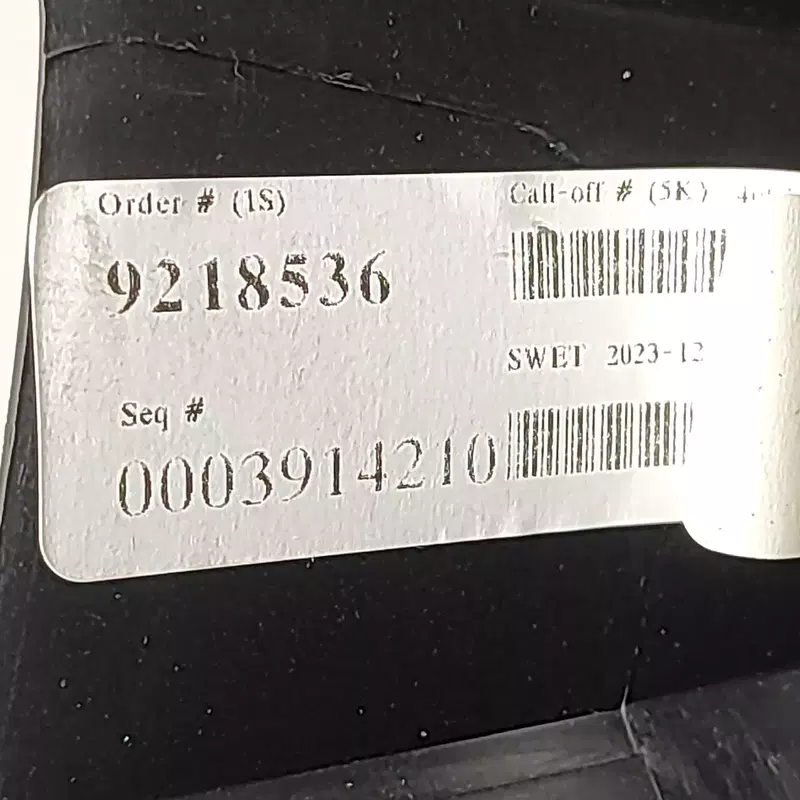 Order # (1S)
9218536
Seq #
0003914210
Call-off # (5K)
SWET 2023-12